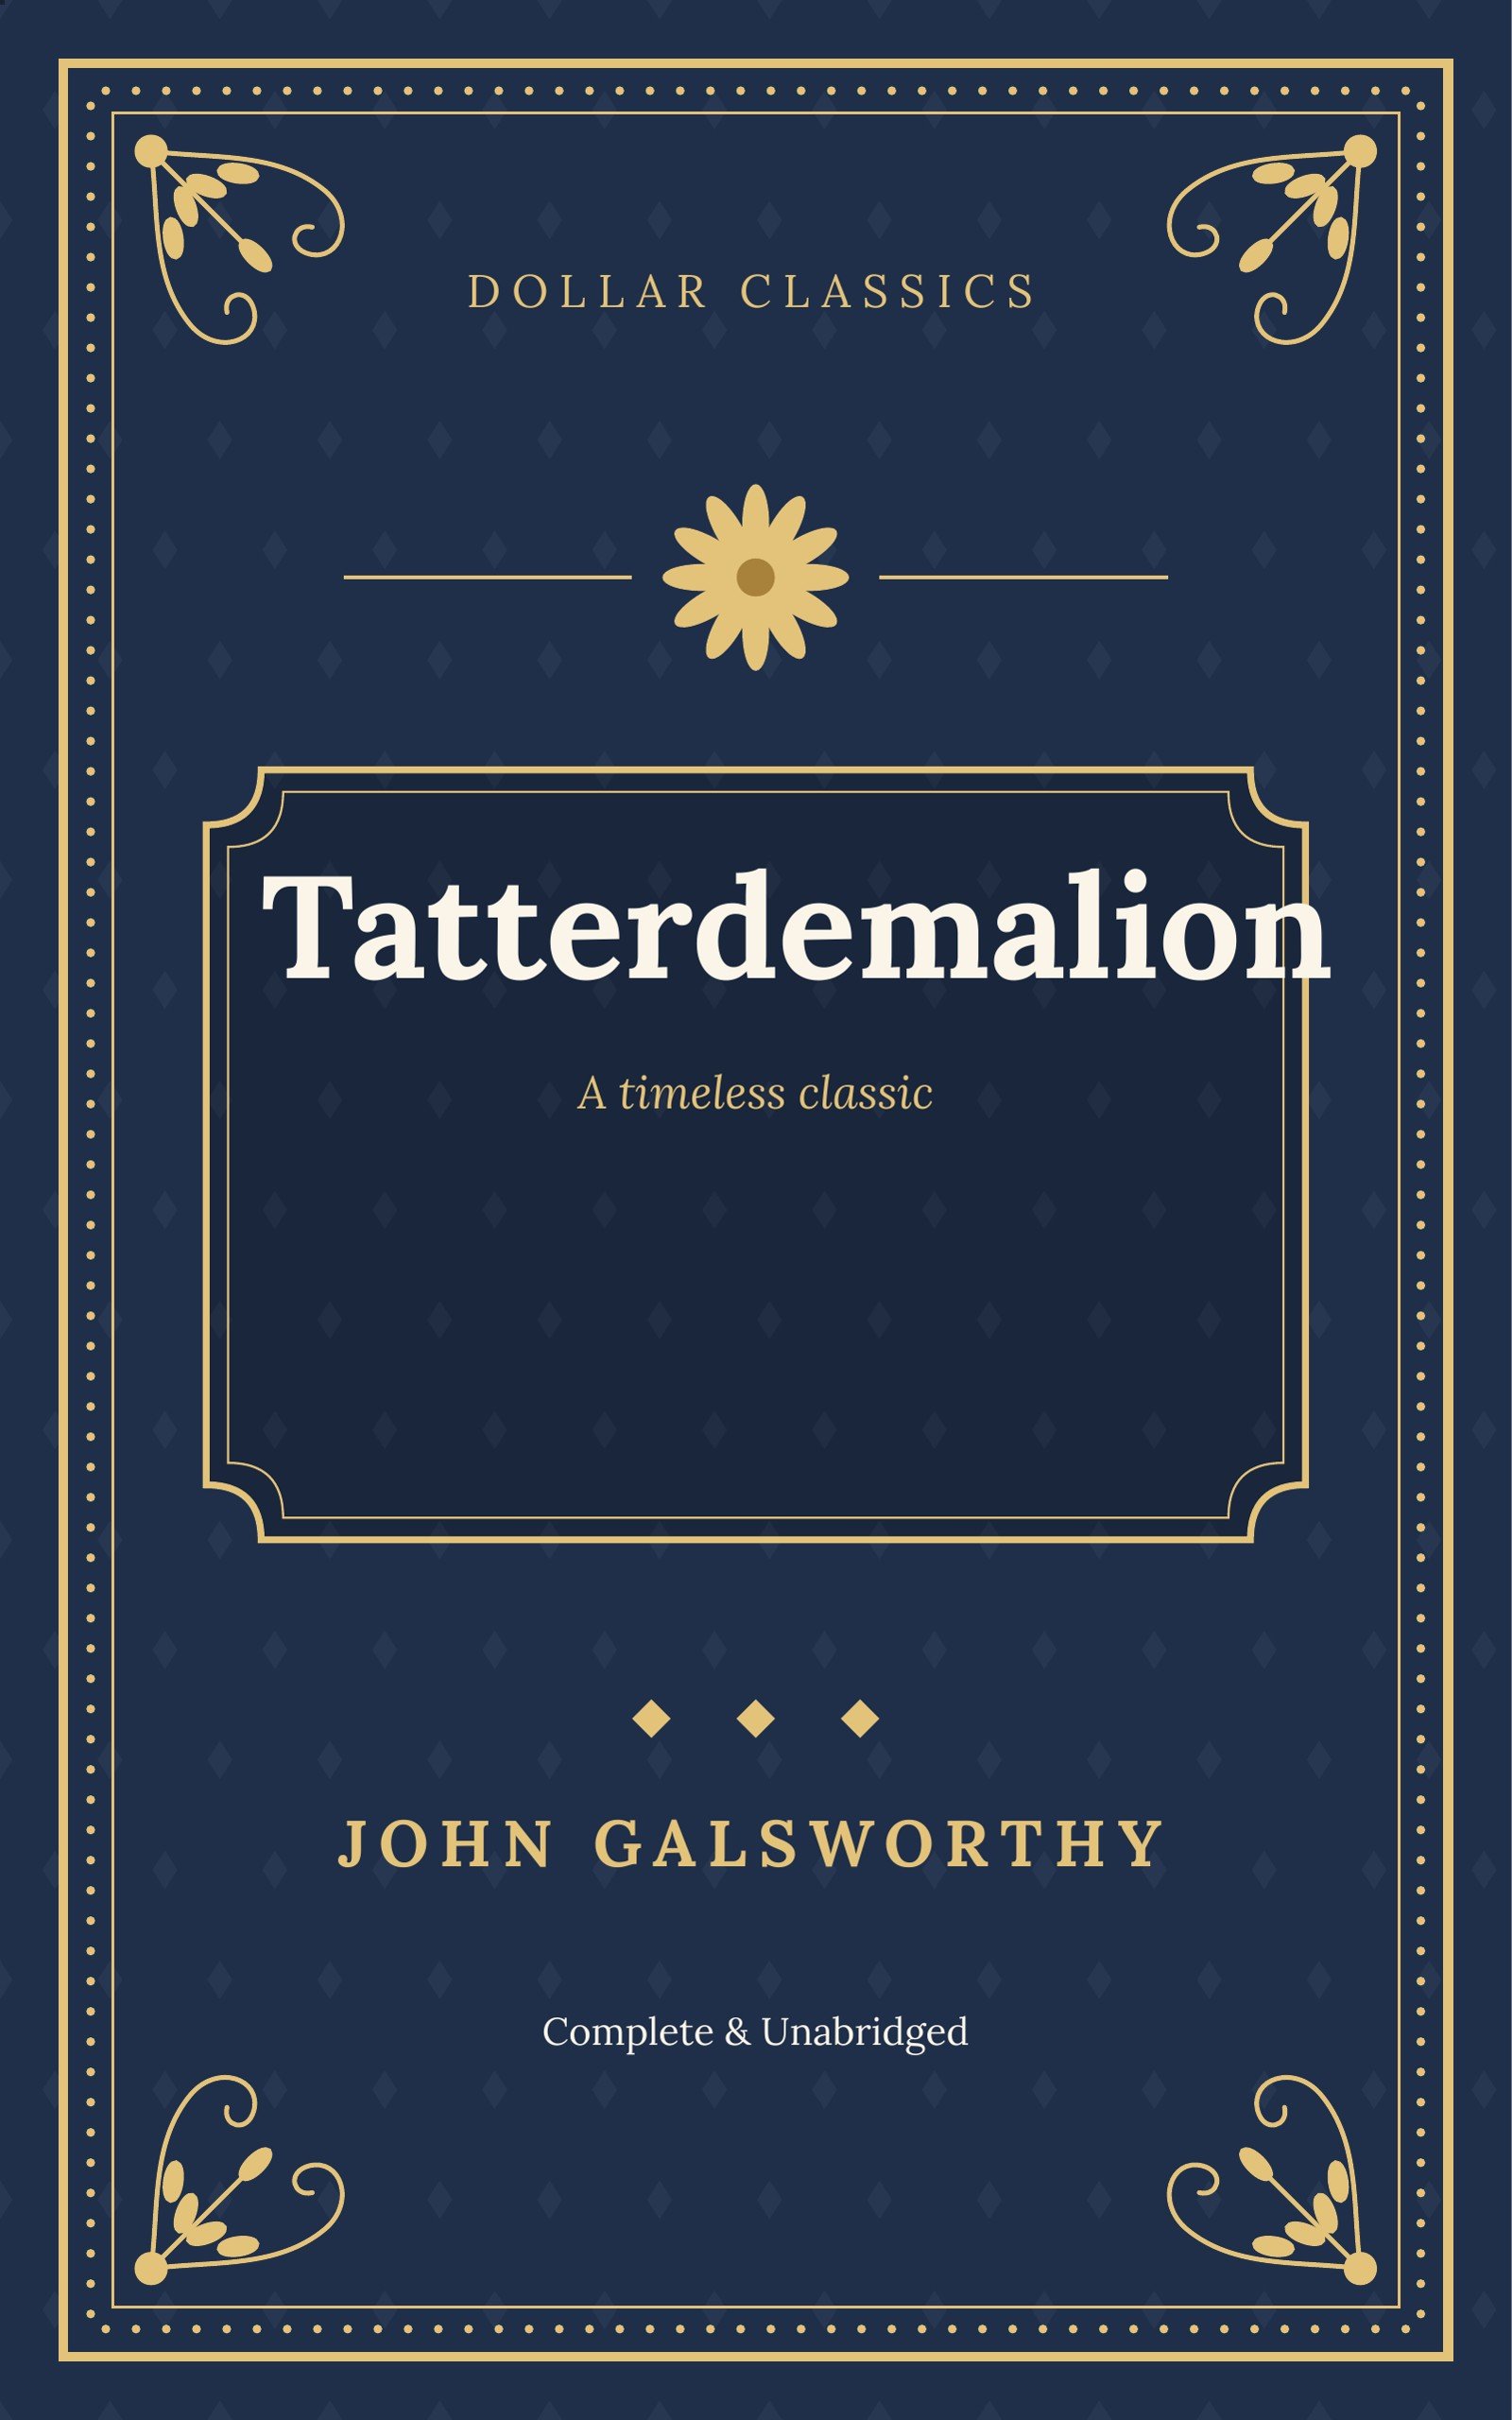 DOLLAR CLASSICS
Tatterdemalion
A timeless classic
JOHN GALSWORTHY
Complete & Unabridged